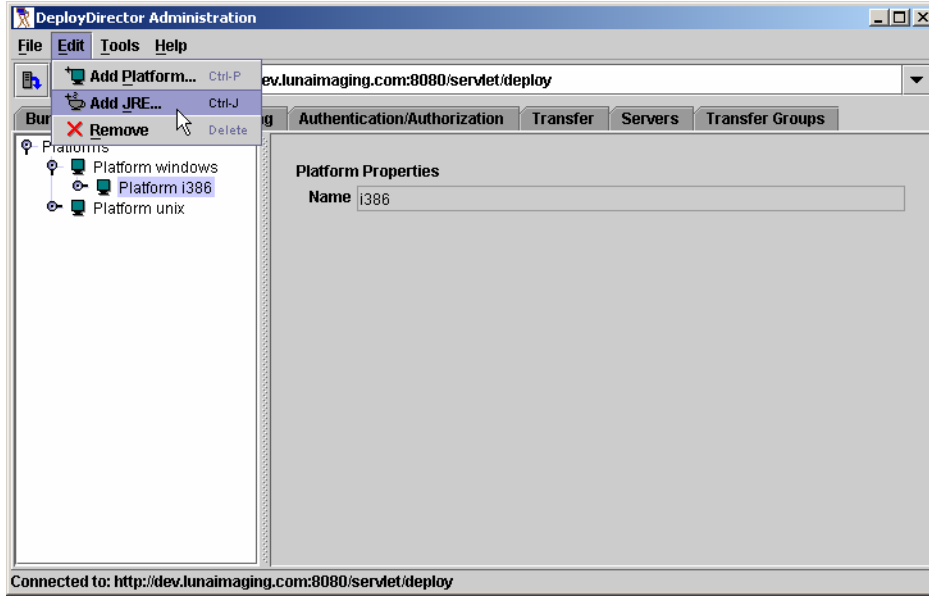 DeployDirector Administration
File Edit Tools Help
Add Platform... Ctrl-P
ev.lunaimaging.com:8080/servlet/deploy
Add JRE... Ctrl-J
Authentication/Authorization Transfer Servers Transfer Groups
Remove Delete
Platforms
Platform windows
Platform i386
Platform unix
Platform Properties
Name i386
Connected to: http://dev.lunaimaging.com:8080/servlet/deploy